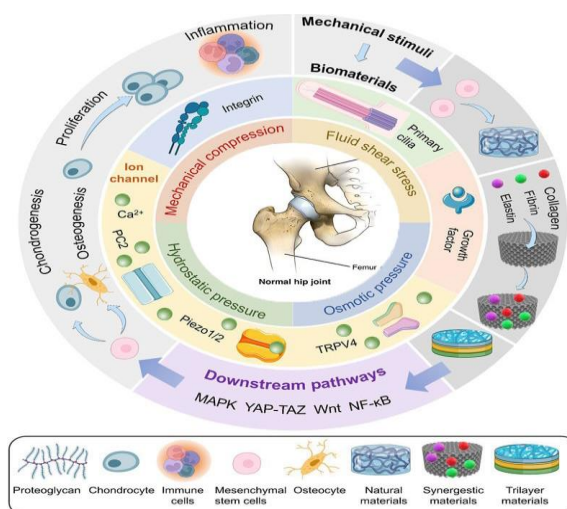 Inflammation
Mechanical stimuli
Biomaterials
Proliferation
Integrin
Primary
cilia
Mechanical compression
Fluid shear stress
Ion
channel
Ca²⁺
PC2
Chondrogenesis
Osteogenesis
Normal hip joint
Femur
Growth
factor
Collagen
Fibrin
Elastin
Hydrostatic pressure
Osmotic pressure
Piezo1/2
TRPV4
Downstream pathways
MAPK YAP-TAZ Wnt NF-κB
Proteoglycan
Chondrocyte
Immune
cells
Mesenchymal
stem cells
Osteocyte
Natural
materials
Synergestic
materials
Trilayer
materials